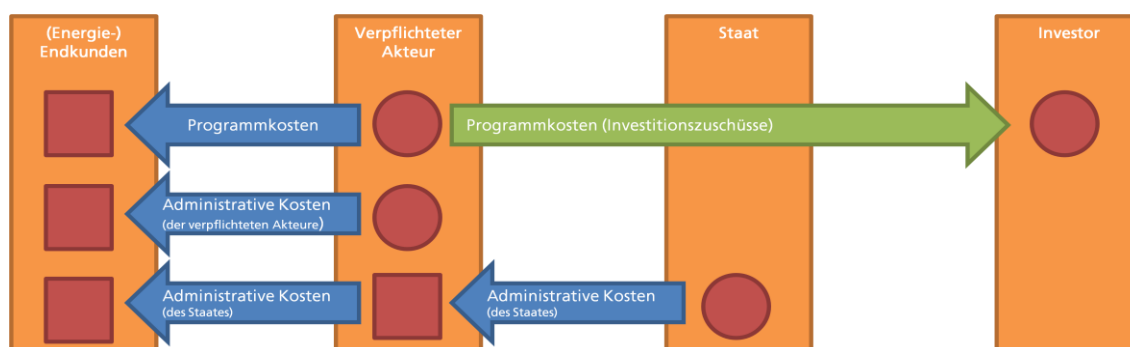 (Energie-)
Endkunden
Verpflichteter
Akteur
Staat
Investor
Programmkosten
Programmkosten (Investitionszuschüsse)
Administrative Kosten
(der verpflichteten Akteure)
Administrative Kosten
(des Staates)
Administrative Kosten
(des Staates)